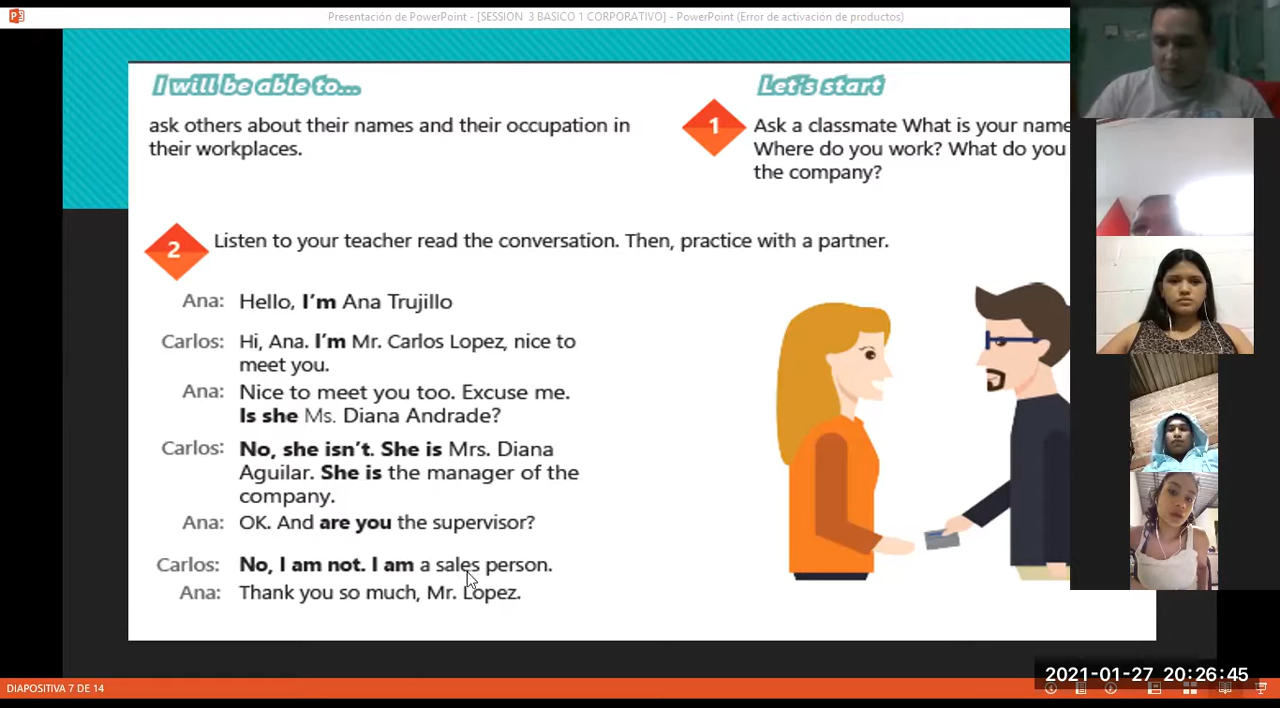 Presentación de PowerPoint - [SESSION 3 BASICO 1 CORPORATIVO] - PowerPoint (Error de activación de productos)
I will be able to...
ask others about their names and their occupation in
their workplaces.
Let's start
1
Ask a classmate What is your name
Where do you work? What do you
the company?
2
Listen to your teacher read the conversation. Then, practice with a partner.
Ana: Hello, I'm Ana Trujillo
Carlos: Hi, Ana. I'm Mr. Carlos Lopez, nice to
meet you.
Ana: Nice to meet you too. Excuse me.
Is she Ms. Diana Andrade?
Carlos: No, she isn't. She is Mrs. Diana
Aguilar. She is the manager of the
company.
Ana: OK. And are you the supervisor?
Carlos: No, I am not. I am a sales person.
Ana: Thank you so much, Mr. Lopez.
2021-01-27 20:26:45
DIAPOSITIVA 7 DE 14